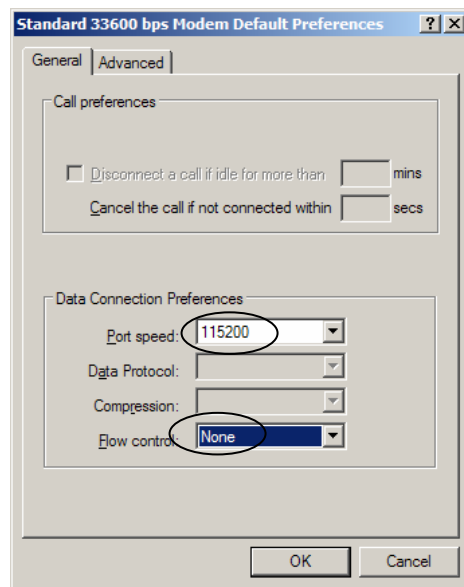 Standard 33600 bps Modem Default Preferences ? ×
General Advanced
Call preferences
Disconnect a call if idle for more than mins
Cancel the call if not connected within secs
Data Connection Preferences
Port speed: 115200
Data Protocol:
Compression:
Flow control: None
OK Cancel